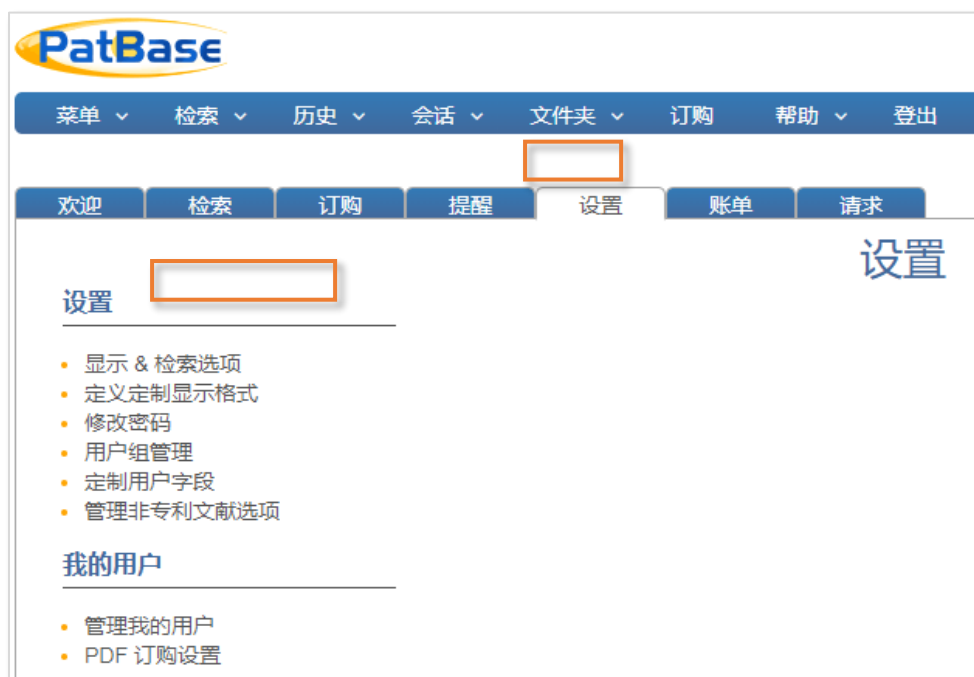 PatBase
菜单 检索 历史 会话 文件夹 订购 帮助 登出
欢迎 检索 订购 提醒 设置 账单 请求
设置
设置
显示 & 检索选项
定义定制显示格式
修改密码
用户组管理
定制用户字段
管理非专利文献选项
我的用户
管理我的用户
PDF 订购设置